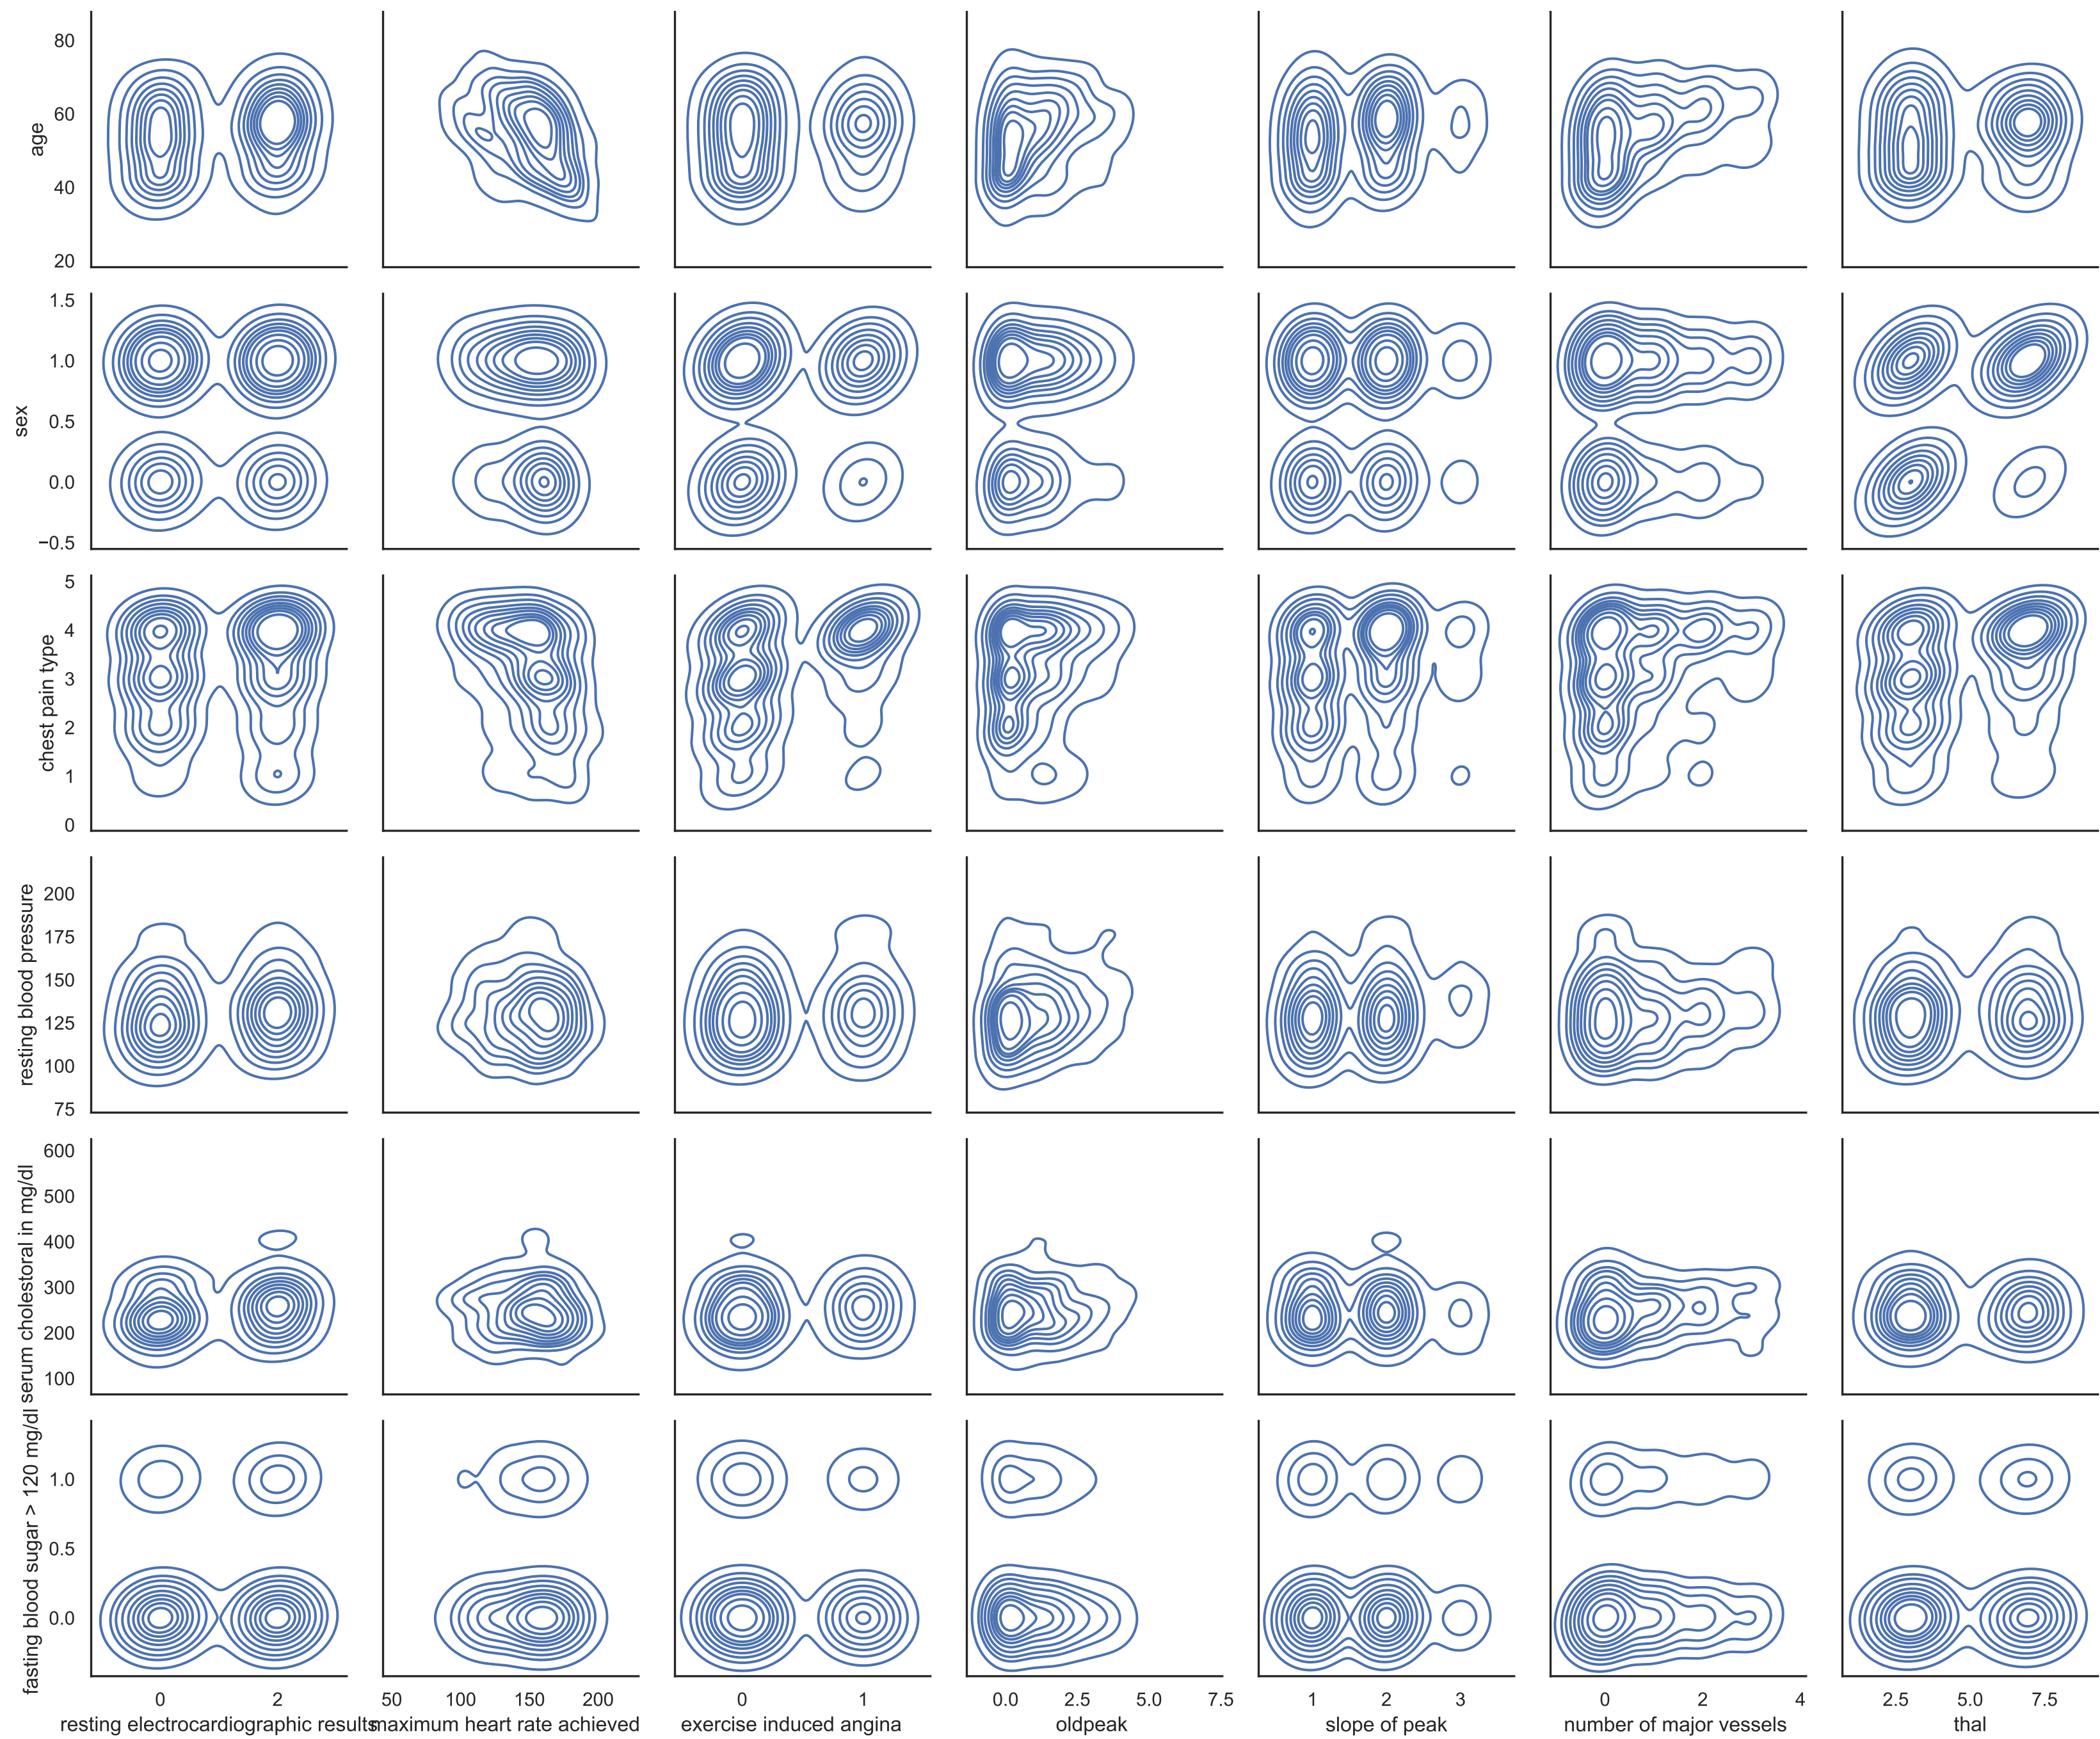 80
60
40
20
age
1.5
1.0
0.5
0.0
−0.5
sex
5
4
3
2
1
0
chest pain type
200
175
150
125
100
75
resting blood pressure
600
500
400
300
200
100
serum cholestoral in mg/dl
1.0
0.5
0.0
fasting blood sugar > 120 mg/dl
0 2
50 100 150 200
0 1
0.0 2.5 5.0 7.5
1 2 3
0 2 4
2.5 5.0 7.5
resting electrocardiographic results
maximum heart rate achieved
exercise induced angina
oldpeak
slope of peak
number of major vessels
thal